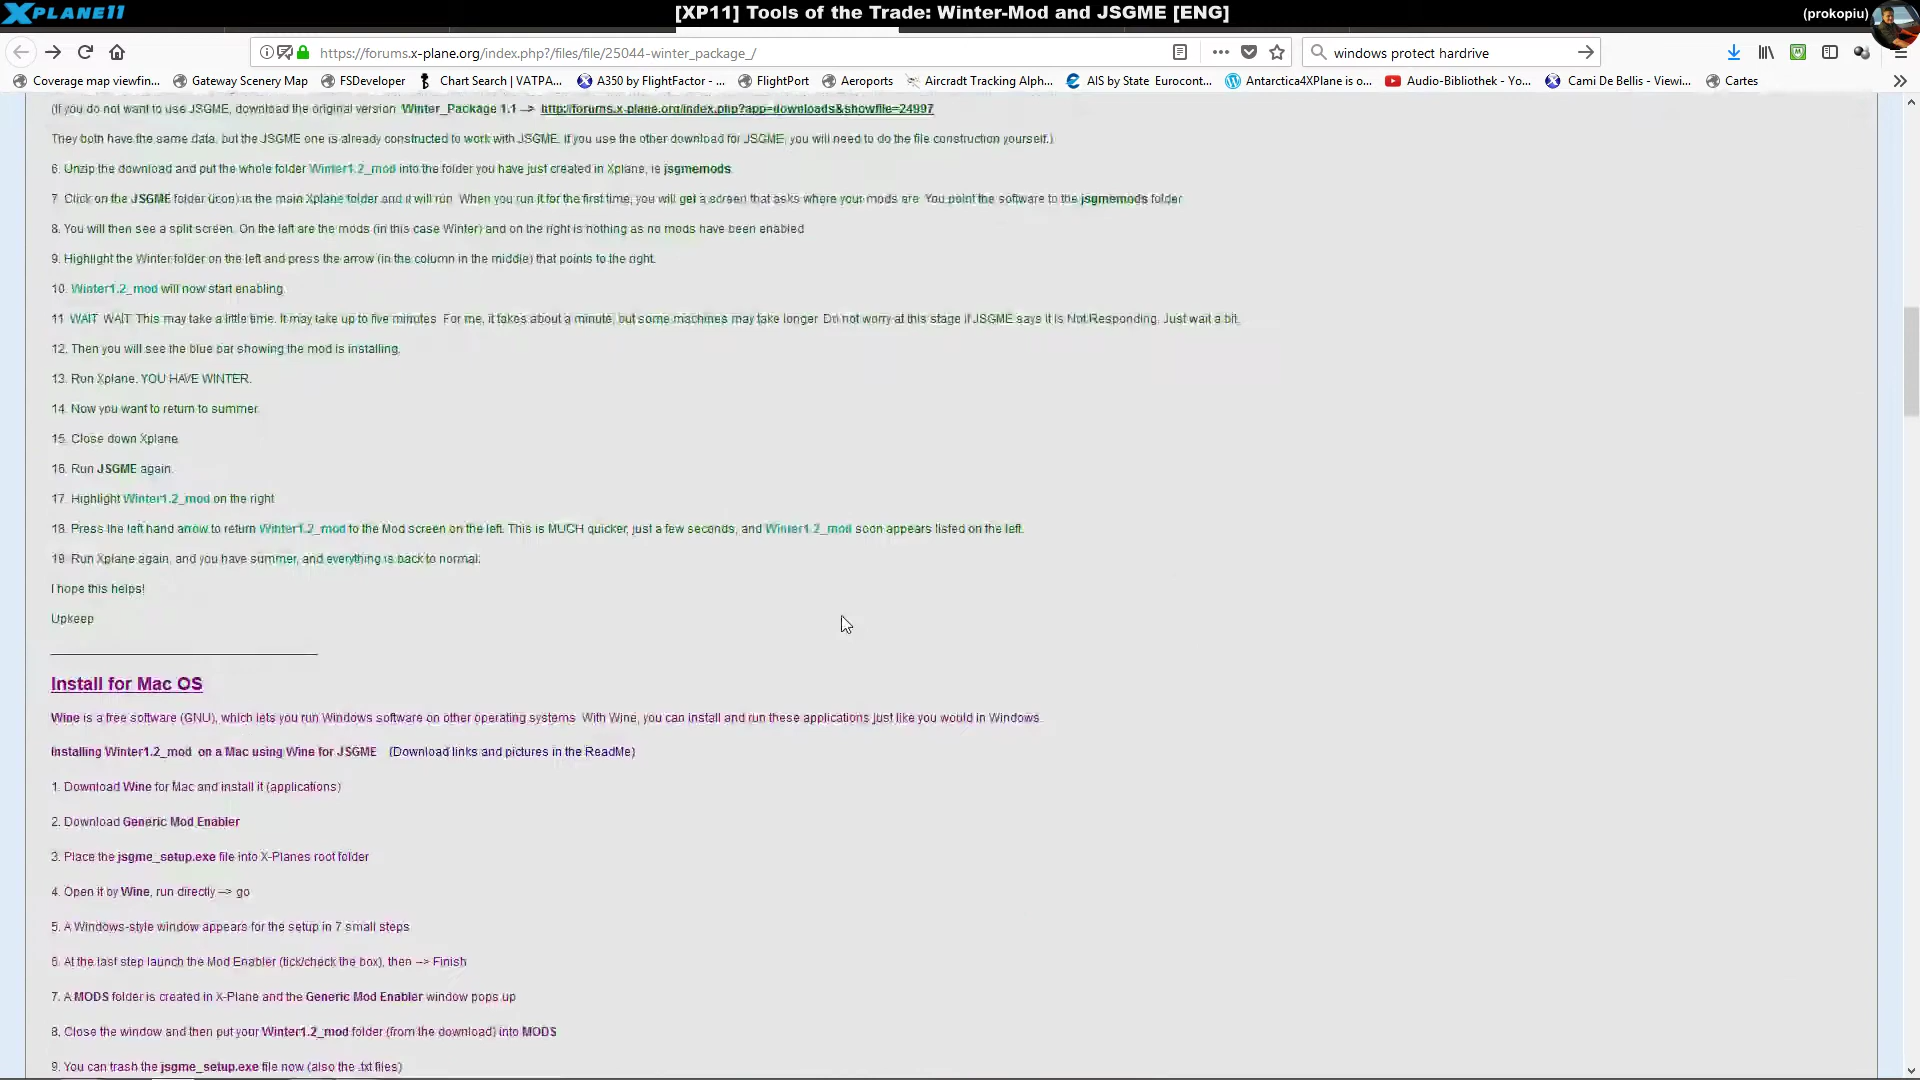 XPLANE11
[XP11] Tools of the Trade: Winter-Mod and JSGME [ENG]
(prokopiu)
https://forums.x-plane.org/index.php?/files/file/25044-winter_package_/
windows protect hardrive
Coverage map viewfin...
Gateway Scenery Map
FSDeveloper
Chart Search | VATPA...
A350 by FlightFactor - ...
FlightPort
Aeroports
Aircradt Tracking Alph...
AIS by State Eurocont...
Antarctica4XPlane is o...
Audio-Bibliothek - Yo...
Cami De Bellis - Viewi...
Cartes
(If you do not want to use JSGME, download the original version Winter_Package 1.1 --> http://forums.x-plane.org/index.php?app=downloads&showfile=24997
They both have the same data, but the JSGME one is already constructed to work with JSGME. If you use the other download for JSGME, you will need to do the file construction yourself.)
6. Unzip the download and put the whole folder Winter1.2_mod into the folder you have just created in Xplane, ie jsgmemods.
7. Click on the JSGME folder (icon) in the main Xplane folder and it will run. When you run it for the first time, you will get a screen that asks where your mods are. You point the software to the jsgmemods folder
8. You will then see a split screen. On the left are the mods (in this case Winter) and on the right is nothing as no mods have been enabled
9. Highlight the Winter folder on the left and press the arrow (in the column in the middle) that points to the right.
10. Winter1.2_mod will now start enabling.
11. WAIT. WAIT. This may take a little time. It may take up to five minutes. For me, it takes about a minute, but some machines may take longer. Do not worry at this stage if JSGME says it is Not Responding. Just wait a bit.
12. Then you will see the blue bar showing the mod is installing.
13. Run Xplane. YOU HAVE WINTER.
14. Now you want to return to summer.
15. Close down Xplane.
16. Run JSGME again.
17. Highlight Winter1.2_mod on the right
18. Press the left hand arrow to return Winter1.2_mod to the Mod screen on the left. This is MUCH quicker, just a few seconds, and Winter1.2_mod soon appears listed on the left.
19. Run Xplane again, and you have summer, and everything is back to normal.
I hope this helps!
Upkeep
Install for Mac OS
Wine is a free software (GNU), which lets you run Windows software on other operating systems. With Wine, you can install and run these applications just like you would in Windows.
Installing Winter1.2_mod on a Mac using Wine for JSGME (Download links and pictures in the ReadMe)
1. Download Wine for Mac and install it (applications)
2. Download Generic Mod Enabler
3. Place the jsgme_setup.exe file into X-Planes root folder
4. Open it by Wine, run directly --> go
5. A Windows-style window appears for the setup in 7 small steps
6. At the last step launch the Mod Enabler (tick/check the box), then --> Finish
7. A MODS folder is created in X-Plane and the Generic Mod Enabler window pops up
8. Close the window and then put your Winter1.2_mod folder (from the download) into MODS
9. You can trash the jsgme_setup.exe file now (also the .txt files)